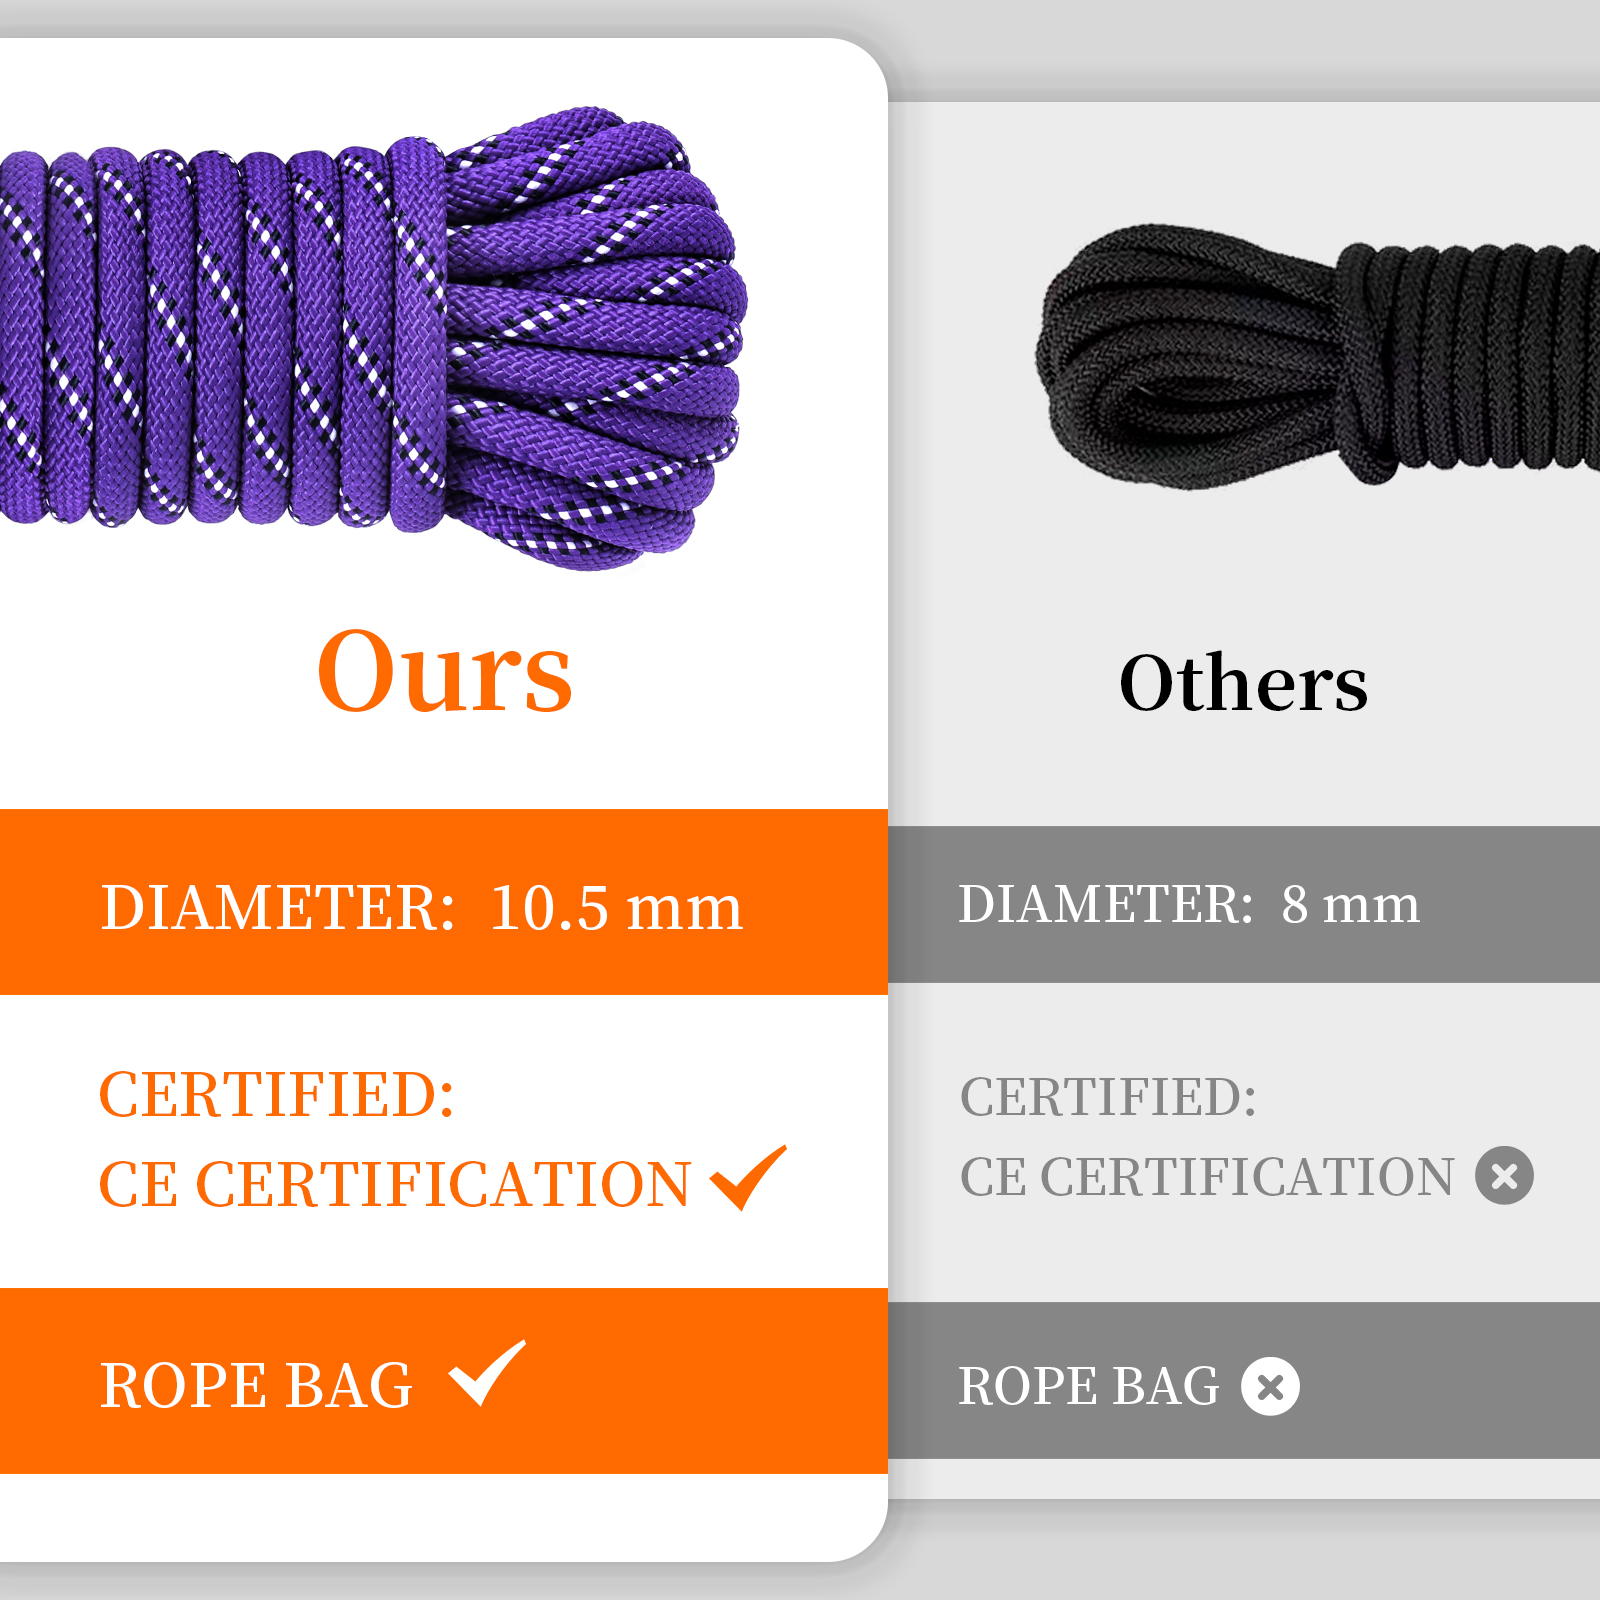 Ours
DIAMETER: 10.5 mm
CERTIFIED:
CE CERTIFICATION
ROPE BAG
Others
DIAMETER: 8 mm
CERTIFIED:
CE CERTIFICATION
ROPE BAG